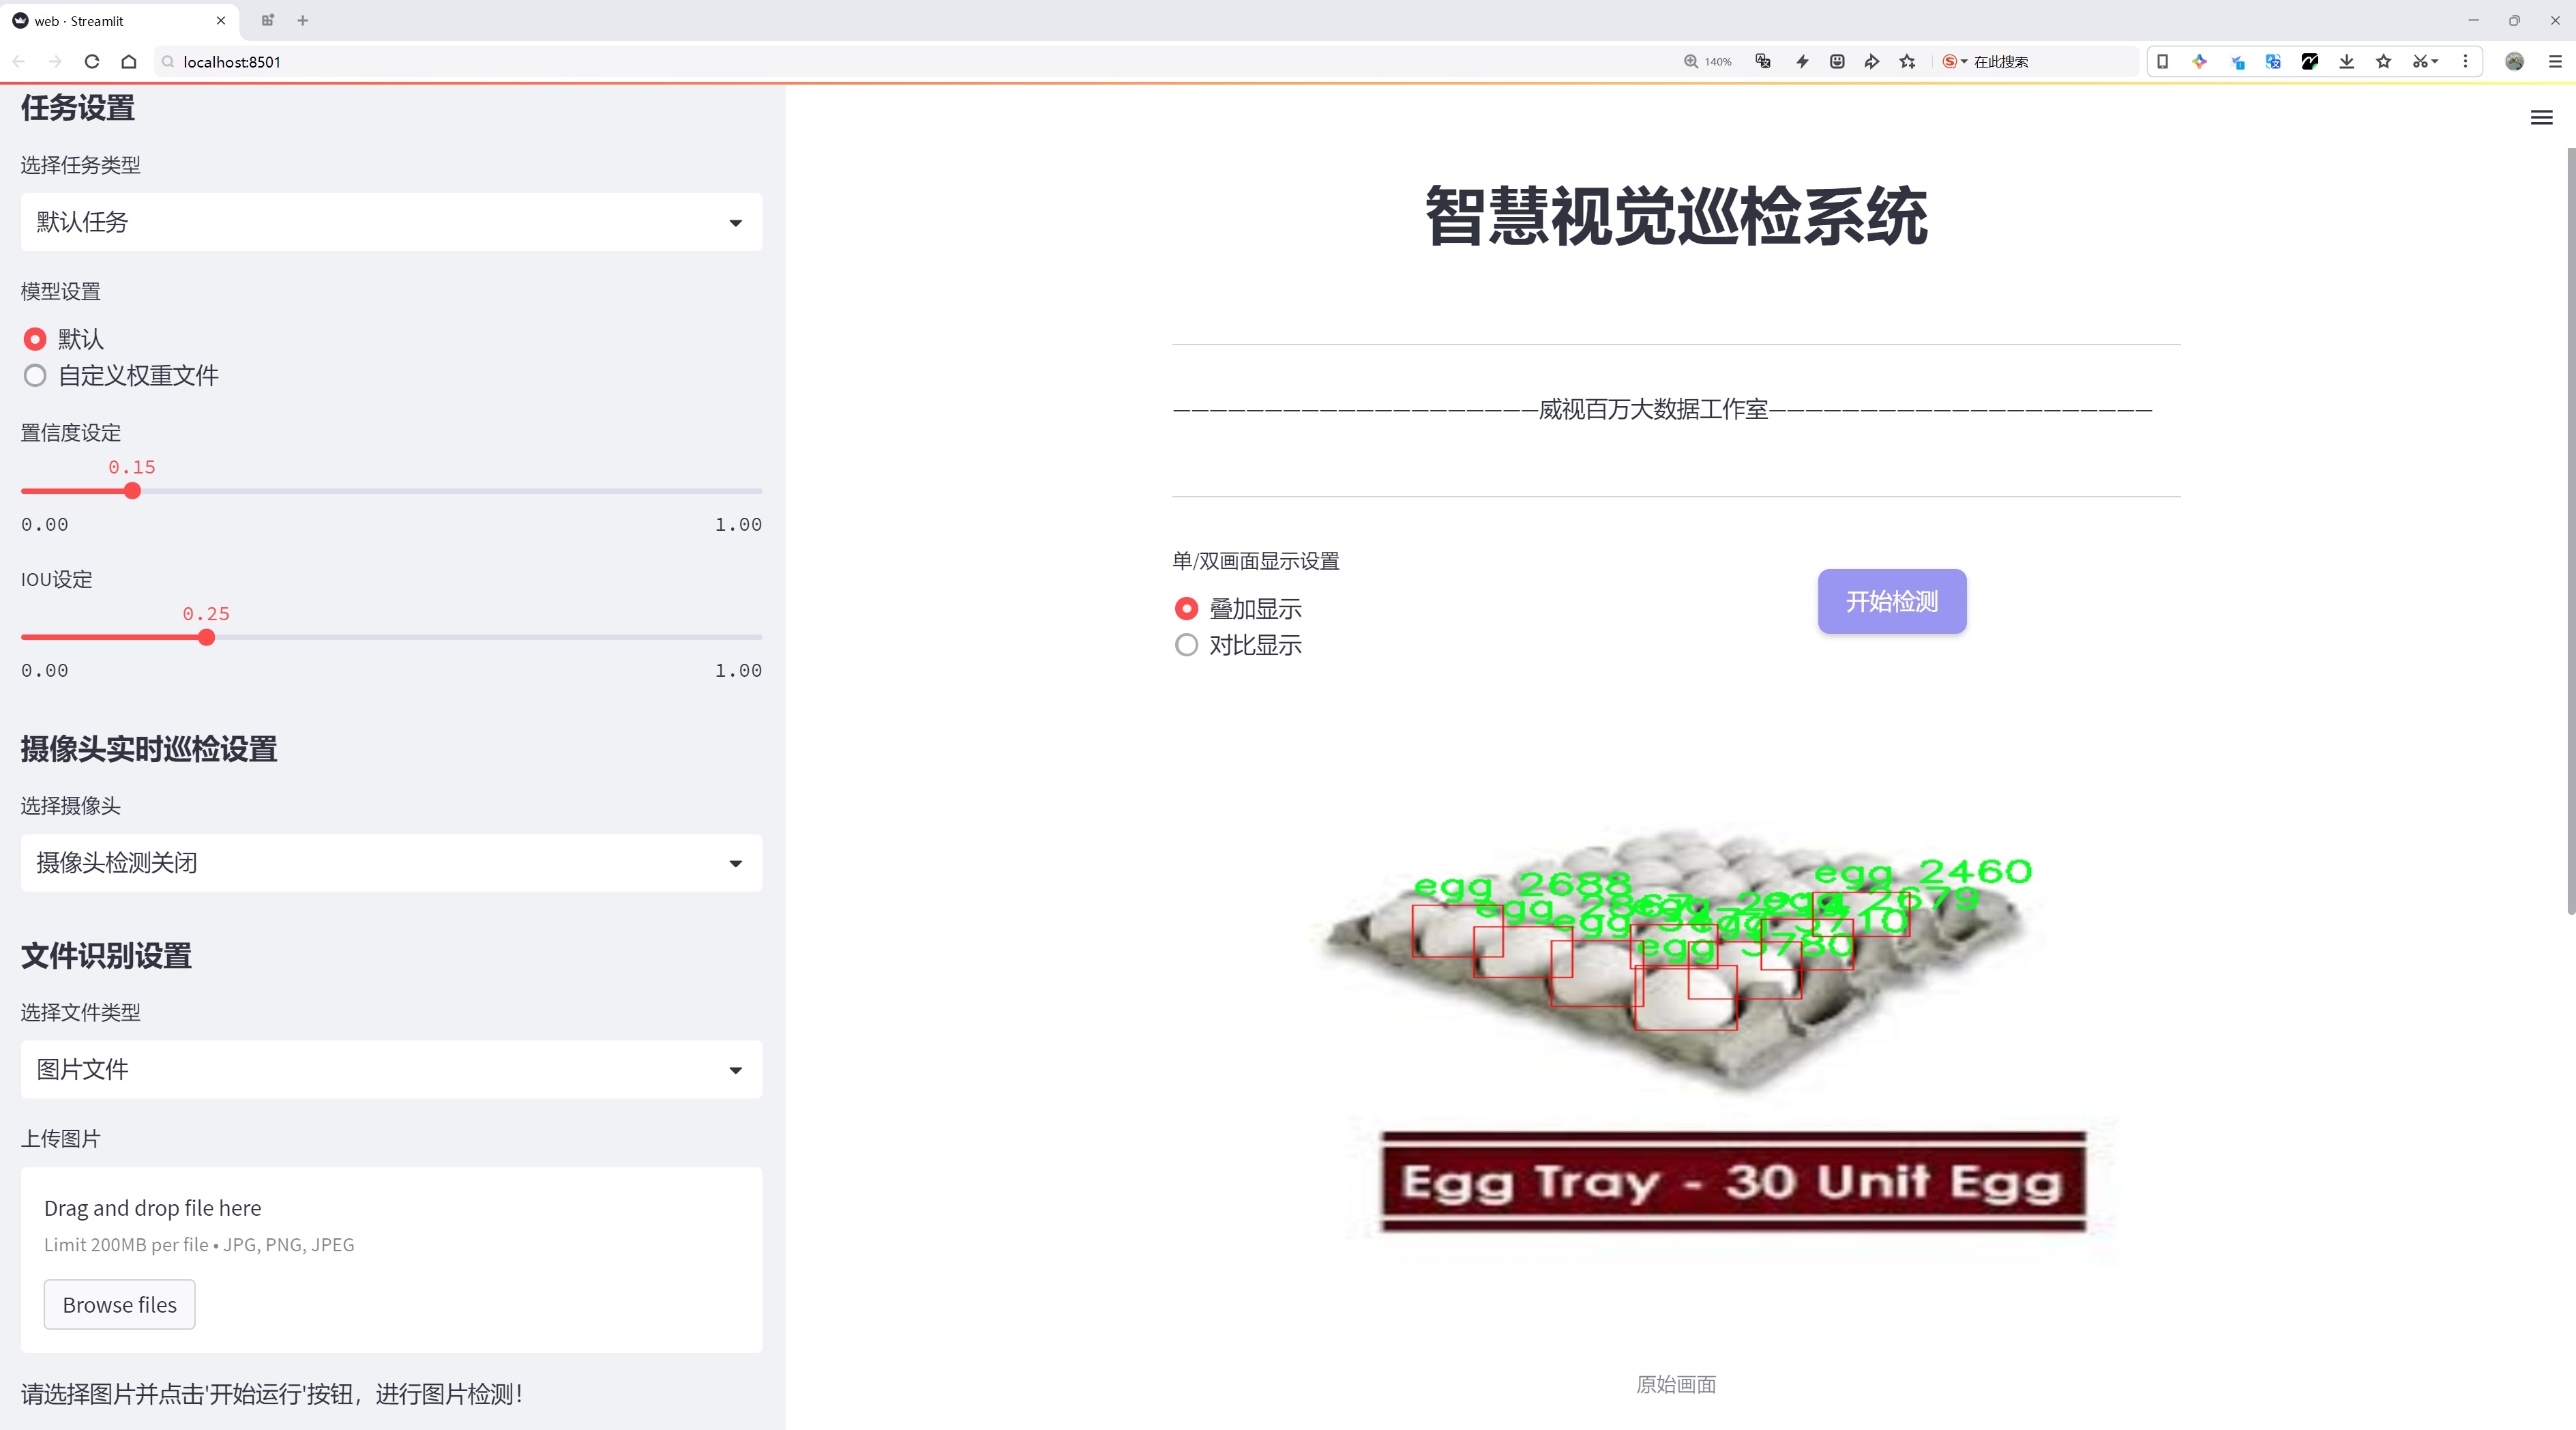 web · Streamlit
localhost:8501
140%
在此搜索
任务设置
选择任务类型
默认任务
模型设置
默认
自定义权重文件
置信度设定
0.15
0.00
1.00
IOU设定
0.25
0.00
1.00
摄像头实时巡检设置
选择摄像头
摄像头检测关闭
文件识别设置
选择文件类型
图片文件
上传图片
Drag and drop file here
Limit 200MB per file • JPG, PNG, JPEG
Browse files
请选择图片并点击'开始运行'按钮，进行图片检测！
智慧视觉巡检系统
————————————————————威视百万大数据工作室—————————————————————
单/双画面显示设置
叠加显示
对比显示
开始检测
egg 2460
egg 2688
egg 2679
egg 3710
egg 3780
Egg Tray - 30 Unit Egg
原始画面